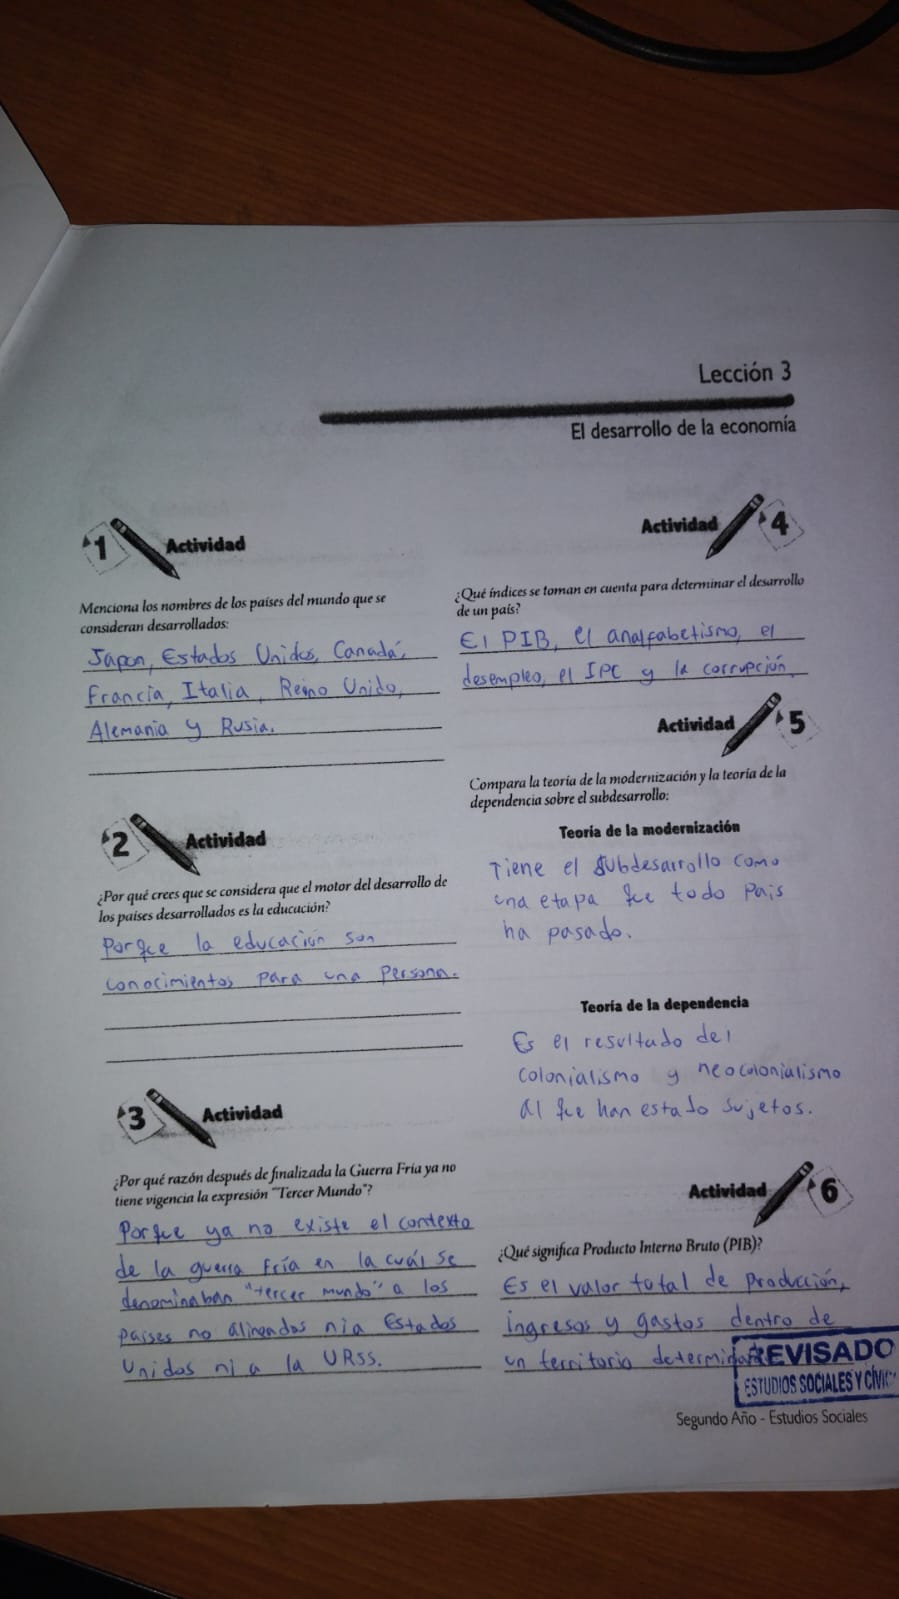 Lección 3
El desarrollo de la economía
1 Actividad
Menciona los nombres de los países del mundo que se
consideran desarrollados:
Japon, Estados Unidos, Canadá,
Francia, Italia, Reino Unido,
Alemania y Rusia.
2 Actividad
¿Por qué crees que se considera que el motor del desarrollo de
los países desarrollados es la educación?
Porque la educación son
conocimientos para una persona.
3 Actividad
¿Por qué razón después de finalizada la Guerra Fría ya no
tiene vigencia la expresión "Tercer Mundo"?
Porque ya no existe el contexto
de la guerra fría en la cuál se
denominaban "tercer mundo" a los
países no alineados ni a Estados
Unidos ni a la URSS.
Actividad 4
¿Qué índices se toman en cuenta para determinar el desarrollo
de un país?
El PIB, el analfabetismo, el
desempleo, el IPC y la corrupción.
Actividad 5
Compara la teoría de la modernización y la teoría de la
dependencia sobre el subdesarrollo:
Teoría de la modernización
Tiene el subdesarrollo como
una etapa que todo pais
ha pasado.
Teoría de la dependencia
Es el resultado del
colonialismo y neocolonialismo
al que han estado sujetos.
Actividad 6
¿Qué significa Producto Interno Bruto (PIB)?
Es el valor total de producción,
ingresos y gastos dentro de
un territorio
REVISADO
ESTUDIOS SOCIALES Y
Segundo Año - Estudios Sociales